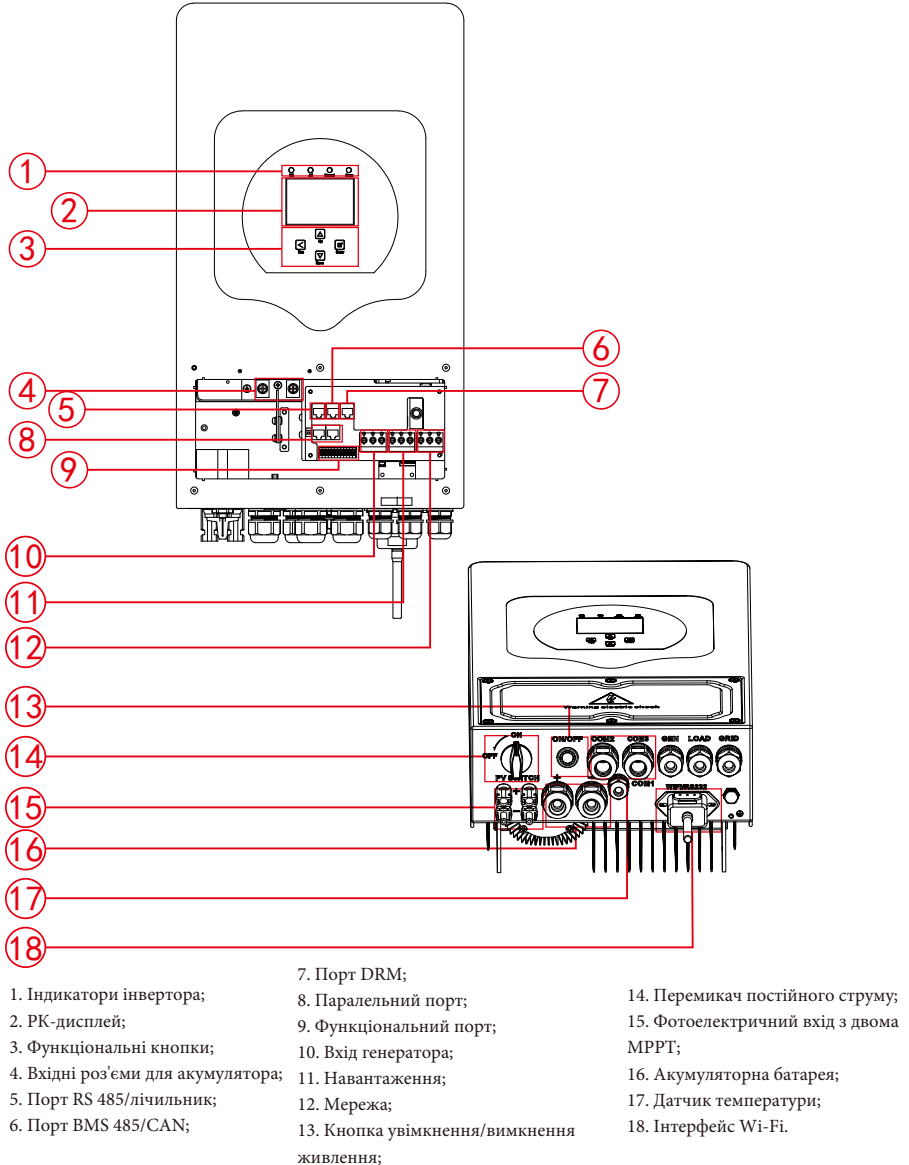 1
2
3
4
5
6
7
8
9
10
11
12
13
14
15
16
17
18
Warning electric check
ON/OFF
COM2
COM3
GEN
LOAD
GRID
ON
OFF
PV SWITCH
COM1
WIFI/RS232
+
−
+
1. Індикатори інвертора;
2. РК-дисплей;
3. Функціональні кнопки;
4. Вхідні роз'єми для акумулятора;
5. Порт RS 485/лічильник;
6. Порт BMS 485/CAN;
7. Порт DRM;
8. Паралельний порт;
9. Функціональний порт;
10. Вхід генератора;
11. Навантаження;
12. Мережа;
13. Кнопка увімкнення/вимкнення
живлення;
14. Перемикач постійного струму;
15. Фотоелектричний вхід з двома
MPPT;
16. Акумуляторна батарея;
17. Датчик температури;
18. Інтерфейс Wi-Fi.